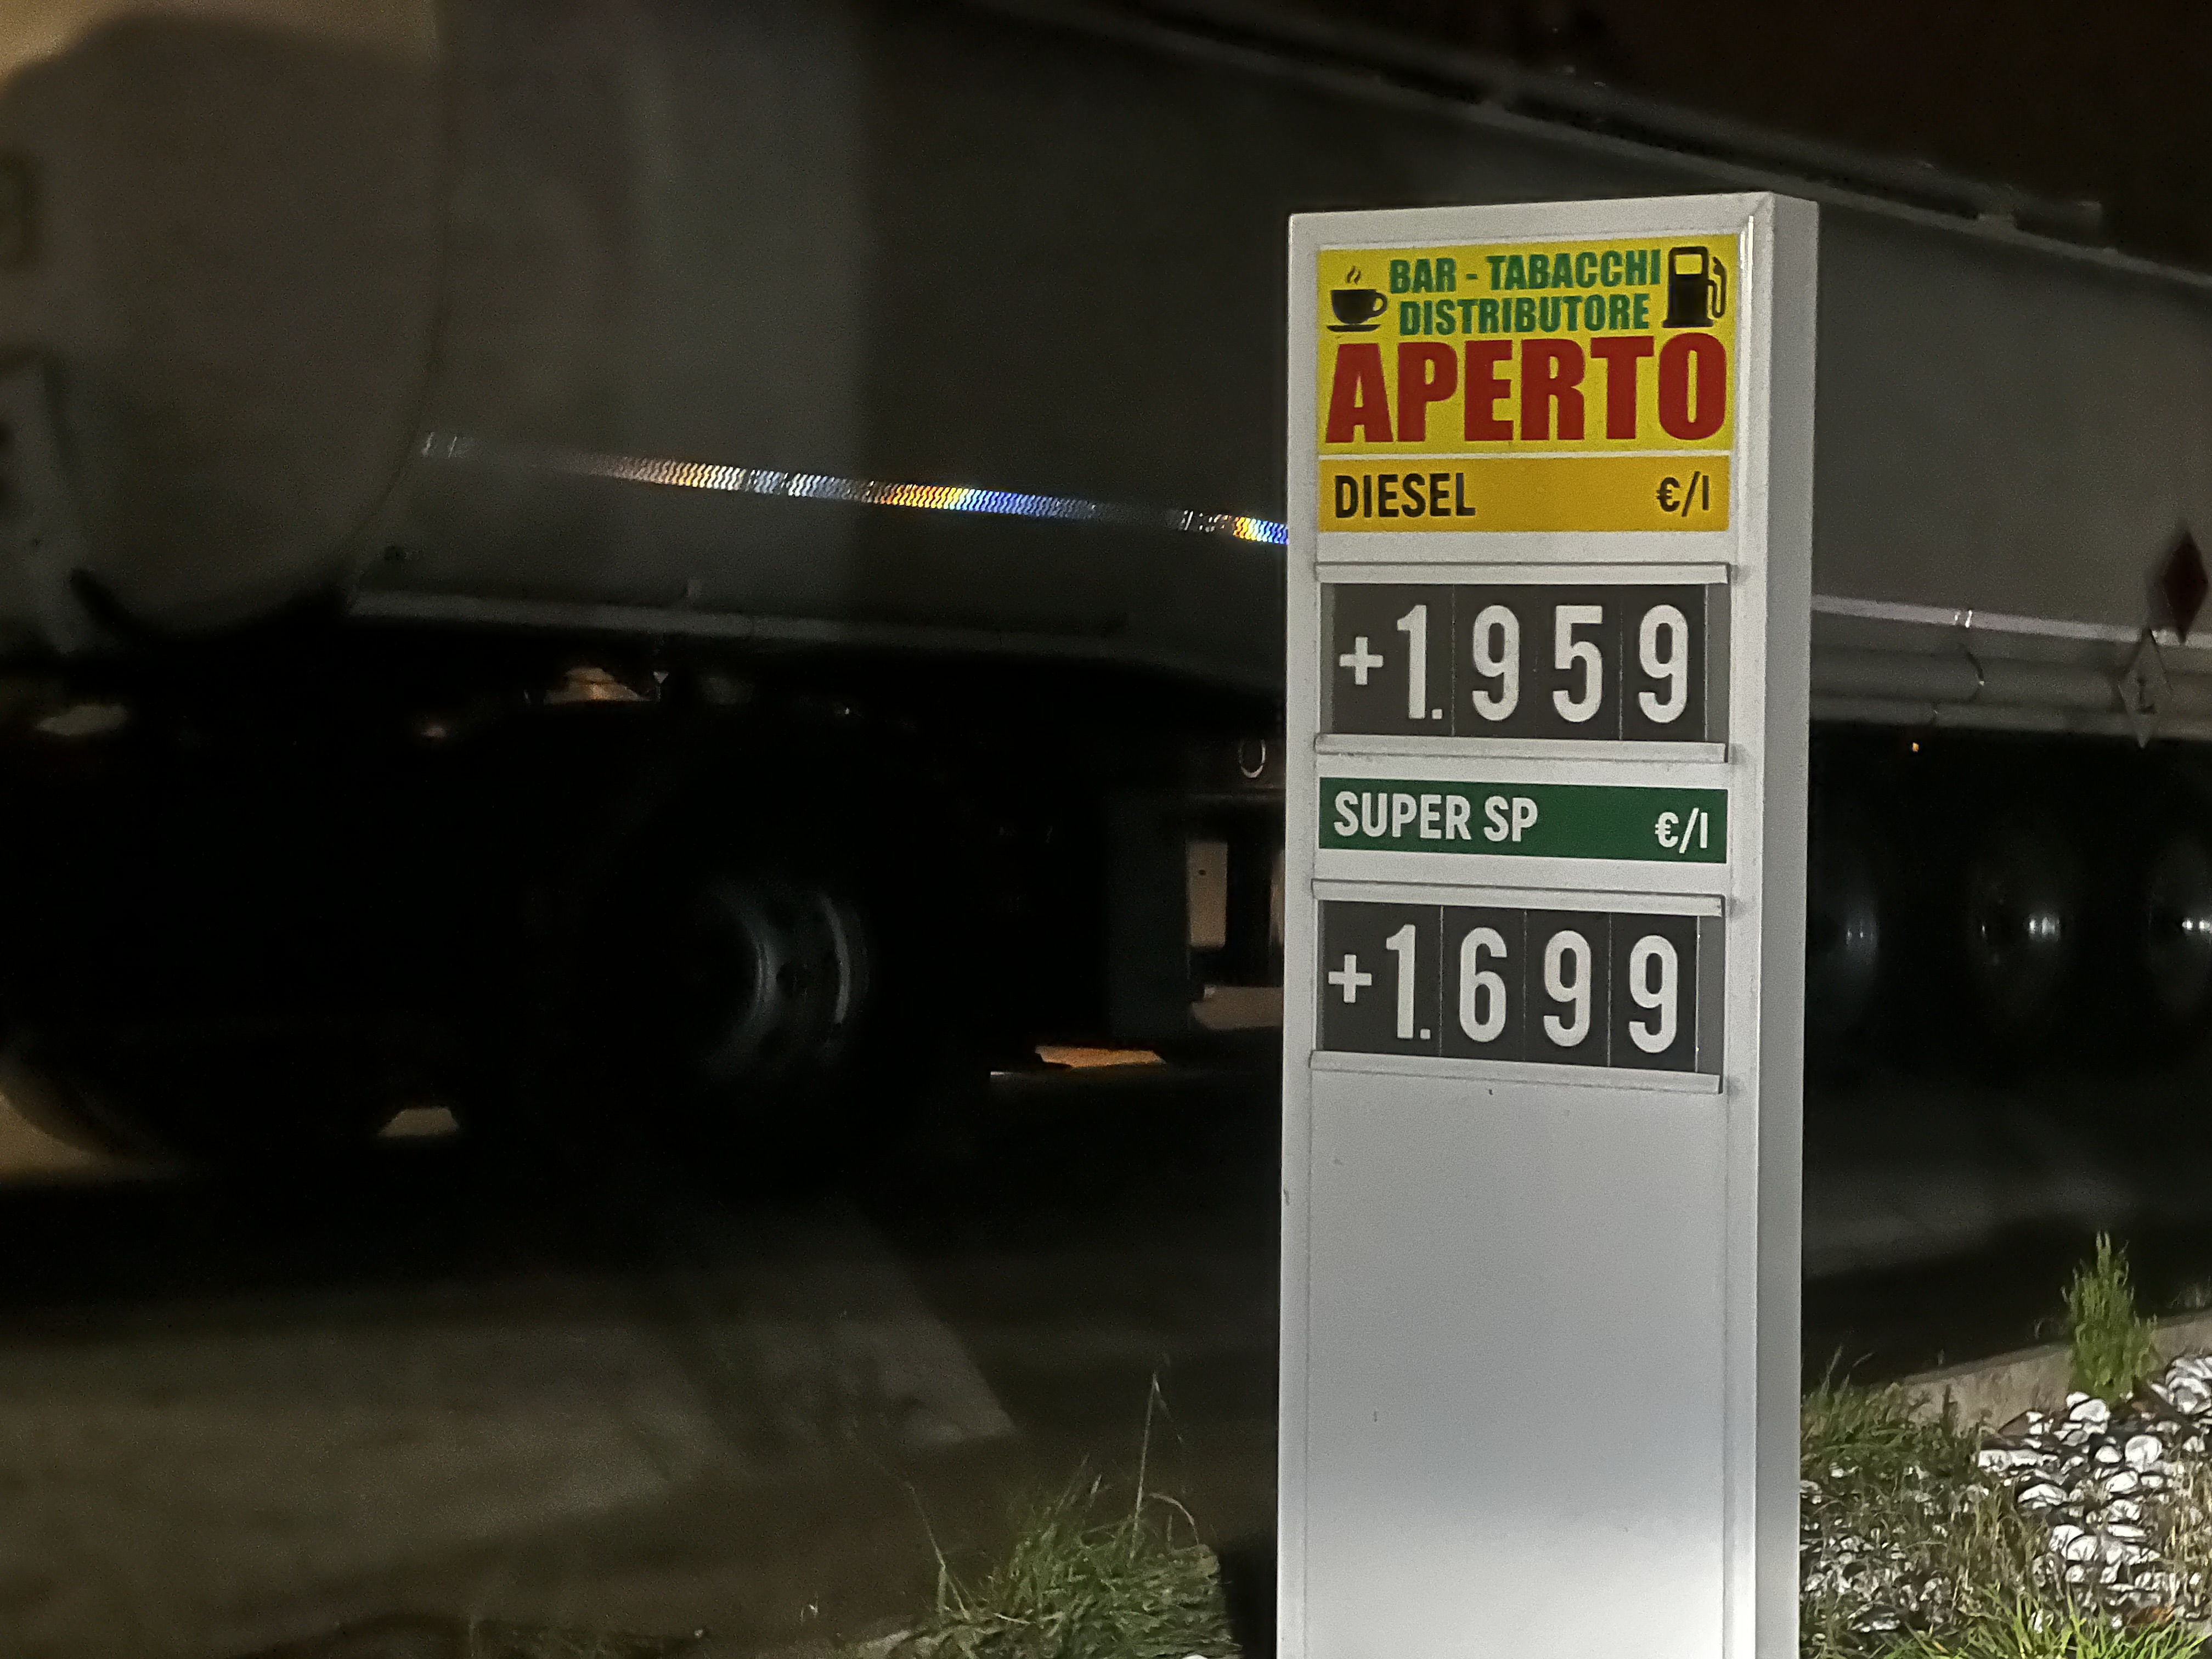 BAR - TABACCHI
DISTRIBUTORE
APERTO
DIESEL €/l
+1.959
SUPER SP €/l
+1.699